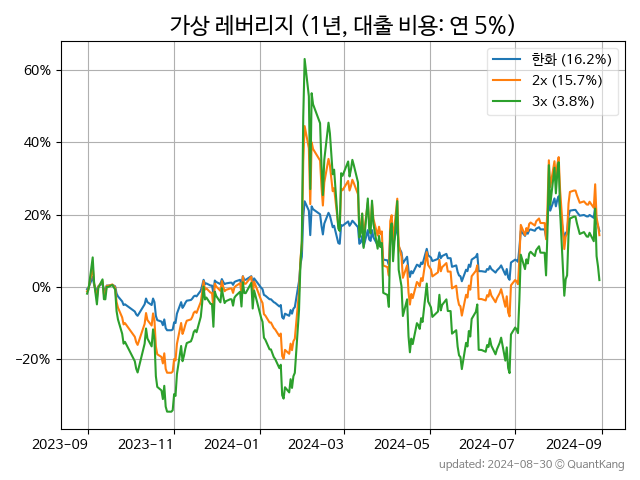 가상 레버리지 (1년, 대출 비용: 연 5%)
한화 (16.2%)
2x (15.7%)
3x (3.8%)
60%
40%
20%
0%
−20%
2023-09
2023-11
2024-01
2024-03
2024-05
2024-07
2024-09
updated: 2024-08-30 © QuantKang